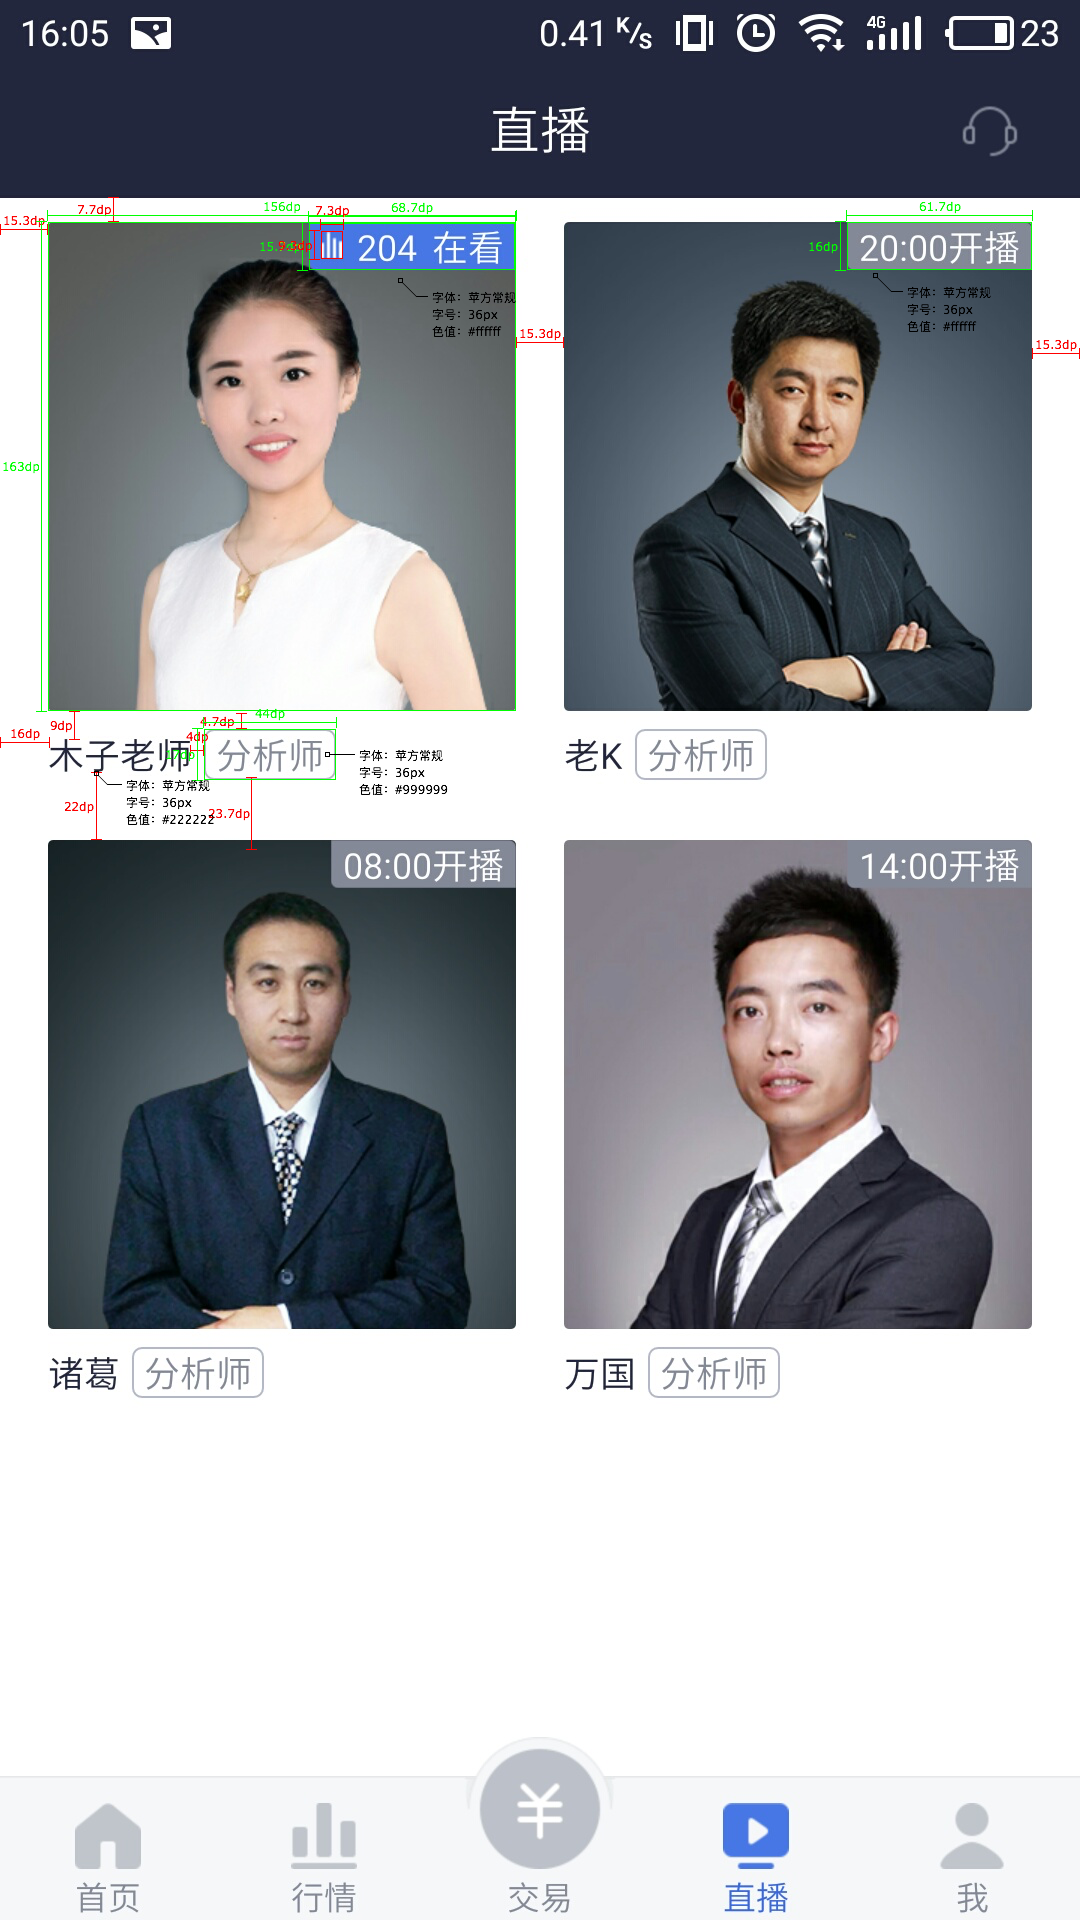 16:05
0.41 K/s
4G
23
直播
15.3dp
7.7dp
156dp
7.3dp
68.7dp
61.7dp
204 在看
16dp
20:00开播
字体：苹方常规
字号：36px
色值：#ffffff
字体：苹方常规
字号：36px
色值：#ffffff
15.3dp
15.3dp
163dp
44dp
4.7dp
9dp
16dp
4dp
木子老师
分析师
字体：苹方常规
字号：36px
色值：#999999
老K
分析师
字体：苹方常规
字号：36px
色值：#222222
22dp
23.7dp
08:00开播
14:00开播
诸葛
分析师
万国
分析师
首页
行情
交易
直播
我